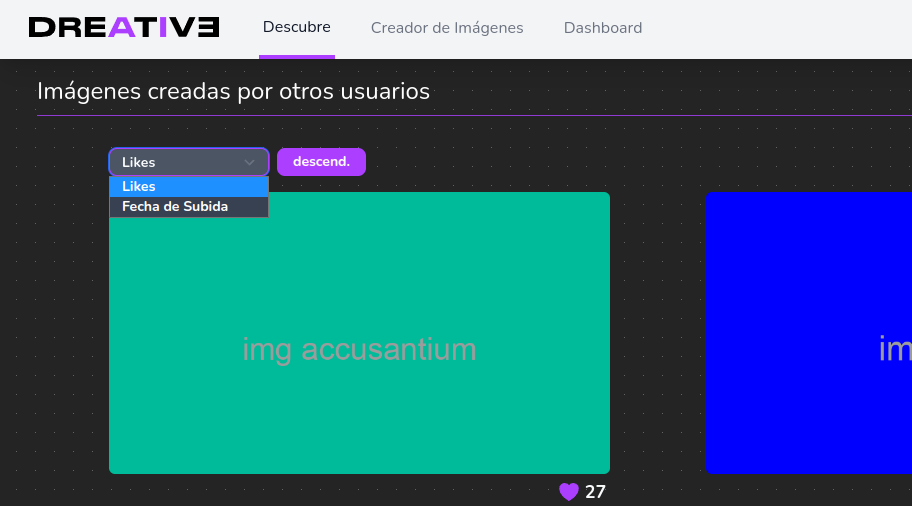 DREATIVE
Descubre
Creador de Imágenes
Dashboard
Imágenes creadas por otros usuarios
Likes
descend.
Likes
Fecha de Subida
img accusantium
27